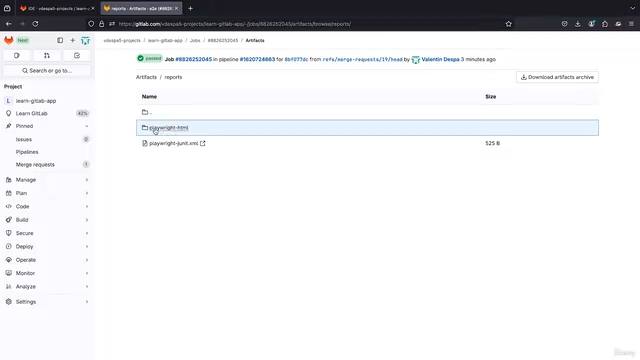 IDE · vdespa5-projects / learn-g
reports · Artifacts · e2e (#8826252
https://gitlab.com/vdespa5-projects/learn-gitlab-app/-/jobs/8826252045/artifacts/browse/reports/
Next
vdespa5-projects / learn-gitlab-app / Jobs / #8826252045 / Artifacts
Search or go to...
passed Job #8826252045 in pipeline #1620724663 for 8bf077dc from refs/merge-requests/19/head by Valentin Despa 3 minutes ago
Project
learn-gitlab-app
Learn GitLab 42%
Pinned
Issues 0
Pipelines
Merge requests 1
Manage
Plan
Code
Build
Secure
Deploy
Operate
Monitor
Analyze
Settings
Artifacts / reports
Download artifacts archive
Name Size
..
playwright-html
playwright-junit.xml 525 B